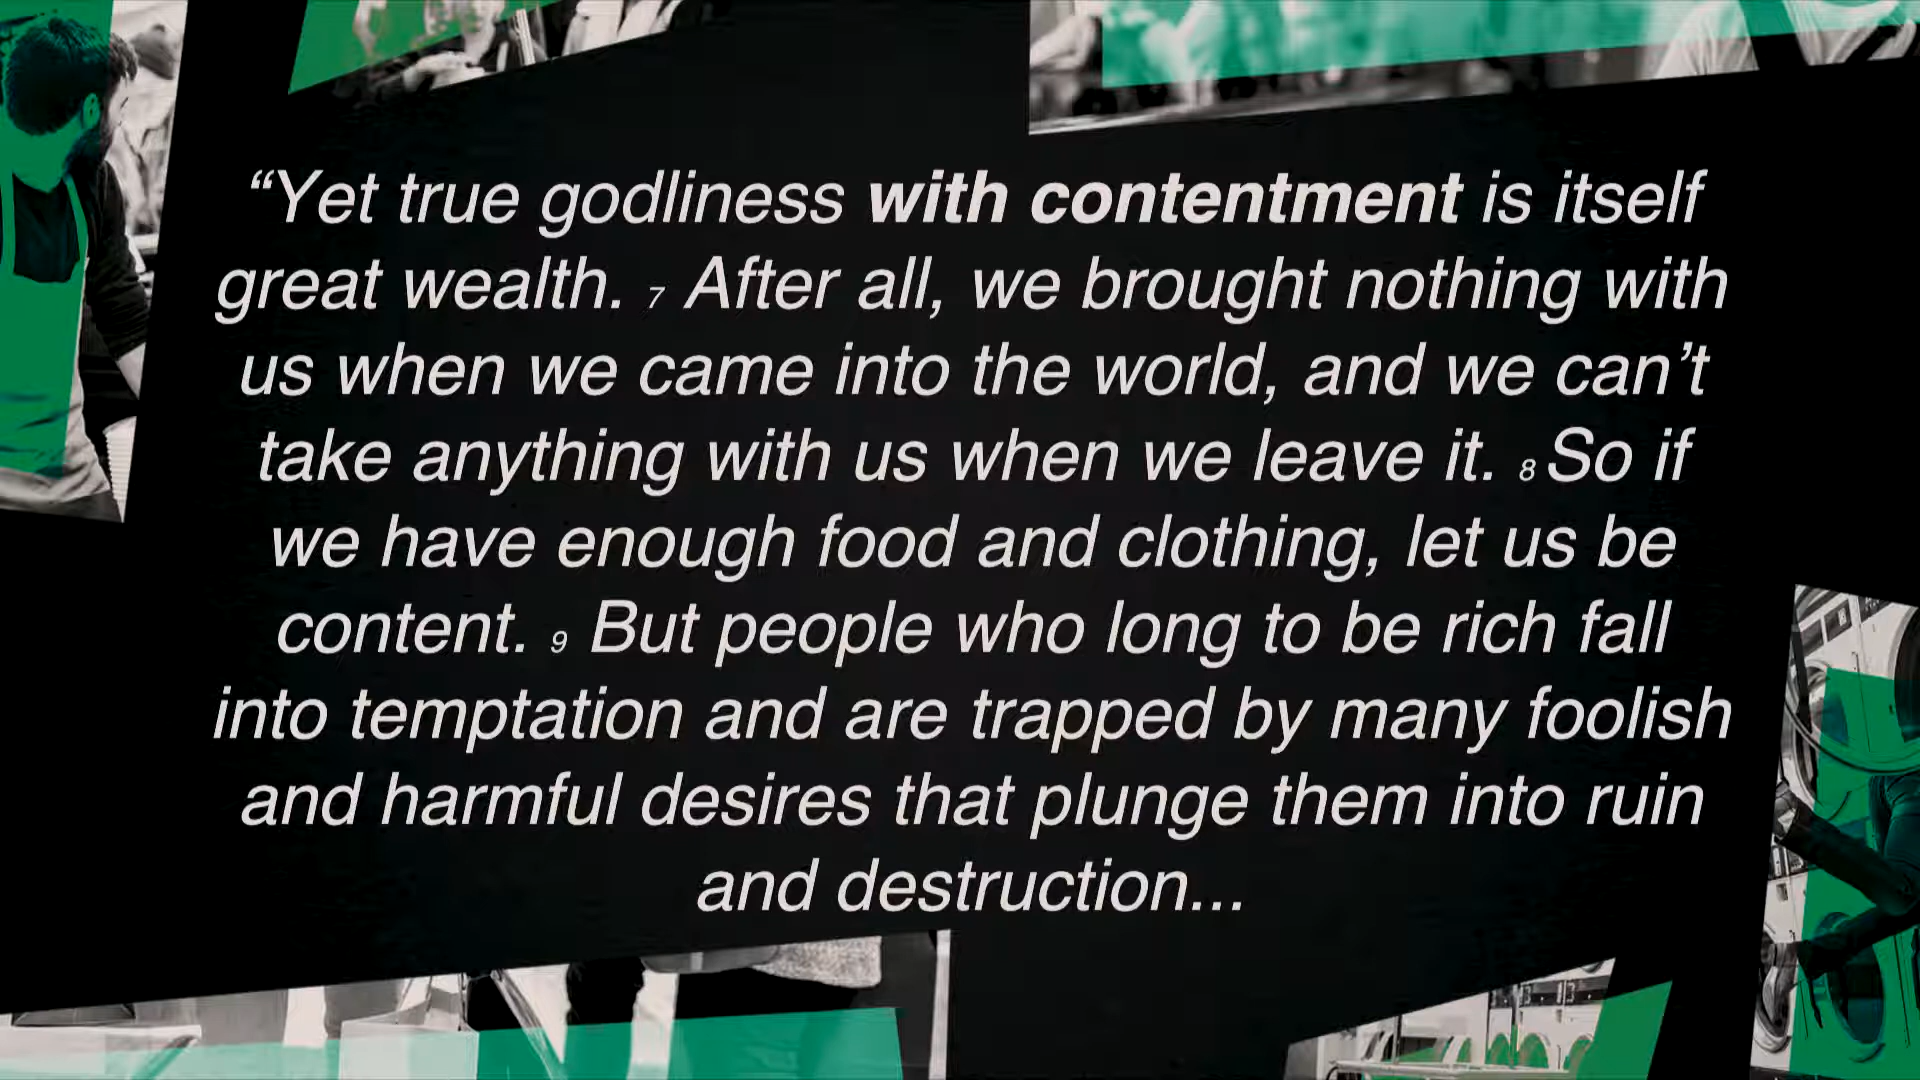 “Yet true godliness with contentment is itself
great wealth. 7 After all, we brought nothing with
us when we came into the world, and we can’t
take anything with us when we leave it. 8 So if
we have enough food and clothing, let us be
content. 9 But people who long to be rich fall
into temptation and are trapped by many foolish
and harmful desires that plunge them into ruin
and destruction...